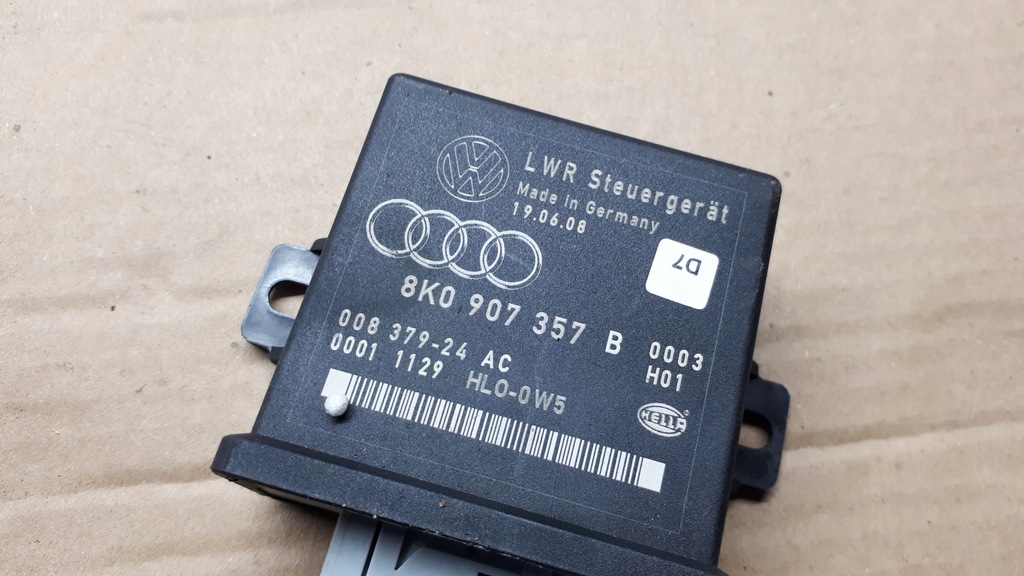 LWR Steuergerät
Made in Germany
19.06.08
D7
8K0 907 357 B
0003
H01
008 379-24 AC
0001 1129 HLO-0W5
HELLA